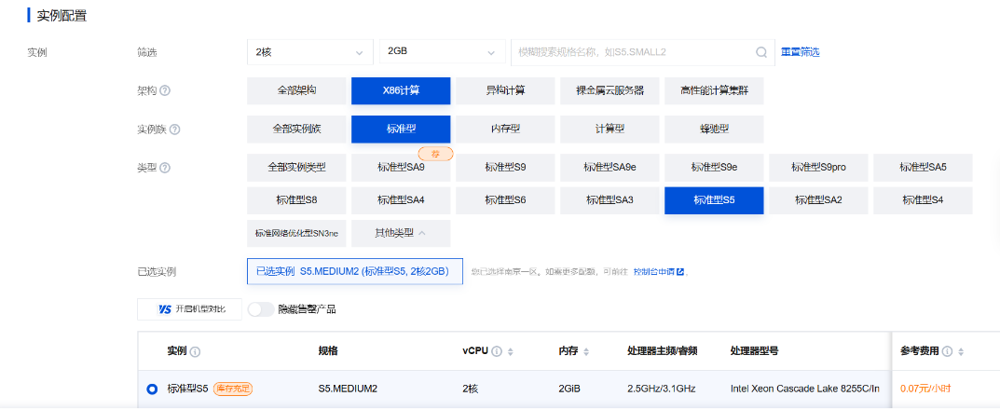 实例配置
实例 筛选 2核 2GB 模糊搜索规格名称，如S5.SMALL2 重置筛选
架构 全部架构 X86计算 异构计算 裸金属云服务器 高性能计算集群
实例族 全部实例族 标准型 内存型 计算型 蜂驰型
荐
类型 全部实例类型 标准型SA9 标准型S9 标准型SA9e 标准型S9e 标准型S9pro 标准型SA5
标准型S8 标准型SA4 标准型S6 标准型SA3 标准型S5 标准型SA2 标准型S4
标准网络优化型SN3ne 其他类型
已选实例 已选实例 S5.MEDIUM2 (标准型S5, 2核2GB) 您已选择南京一区。如需更多配额，可前往 控制台申请 。
VS 开启机型对比 隐藏售罄产品
实例 规格 vCPU 内存 处理器主频/睿频 处理器型号 参考费用
标准型S5 库存充足 S5.MEDIUM2 2核 2GiB 2.5GHz/3.1GHz Intel Xeon Cascade Lake 8255C/In 0.07元/小时